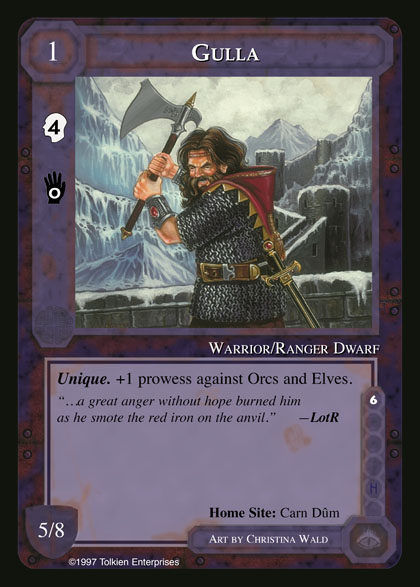 1
GULLA
4
WARRIOR/RANGER DWARF
Unique. +1 prowess against Orcs and Elves.
“...a great anger without hope burned him
as he smote the red iron on the anvil.” —LotR
6
H
Home Site: Carn Dûm
5/8
ART BY CHRISTINA WALD
©1997 Tolkien Enterprises